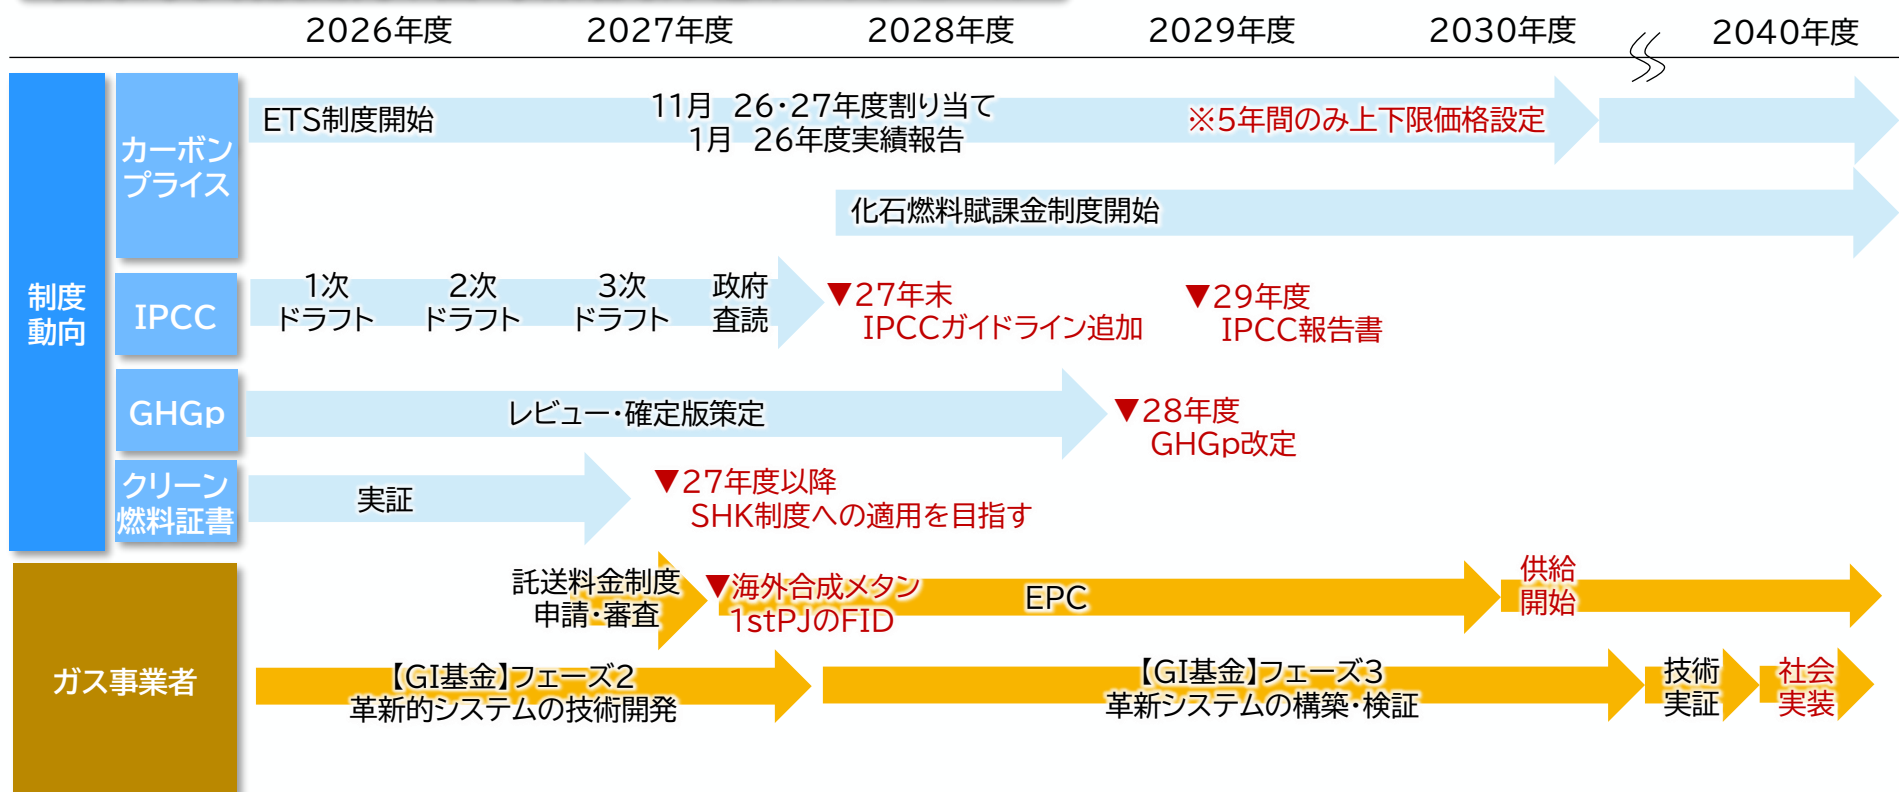 2026年度 2027年度 2028年度 2029年度 2030年度 2040年度
制度
動向
カーボン
プライス
ETS制度開始
11月 26・27年度割り当て
1月 26年度実績報告
※5年間のみ上下限価格設定
化石燃料賦課金制度開始
IPCC
1次
ドラフト
2次
ドラフト
3次
ドラフト
政府
査読
▼27年末
IPCCガイドライン追加
▼29年度
IPCC報告書
GHGp
レビュー・確定版策定
▼28年度
GHGp改定
クリーン
燃料証書
実証
▼27年度以降
SHK制度への適用を目指す
ガス事業者
託送料金制度
申請・審査
▼海外合成メタン
1stPJのFID
EPC
供給
開始
【GI基金】フェーズ2
革新的システムの技術開発
【GI基金】フェーズ3
革新システムの構築・検証
技術
実証
社会
実装